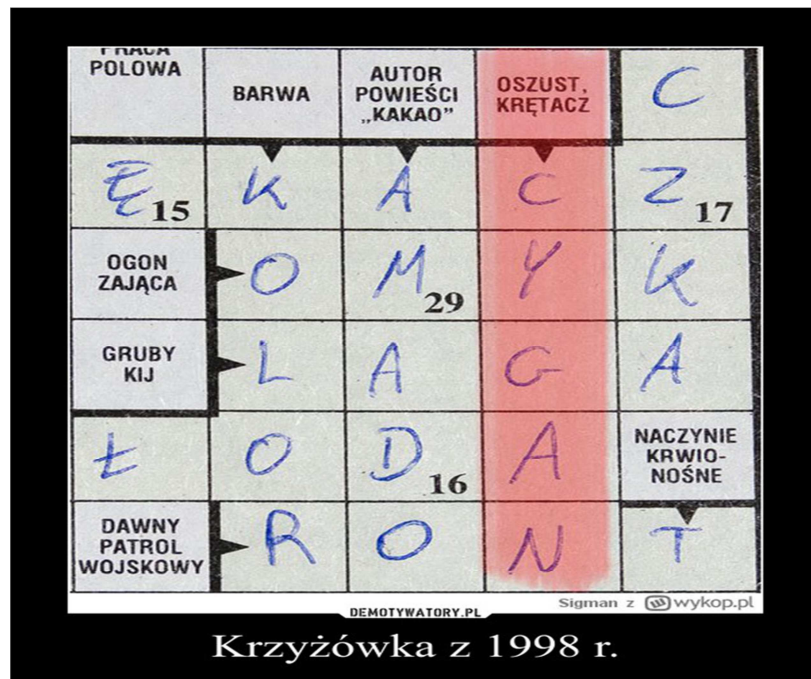 PRACA
POLOWA
BARWA
AUTOR
POWIEŚCI
„KAKAO”
OSZUST,
KRĘTACZ
C
Ę 15 K A C Z 17
OGON
ZAJĄCA
O M 29 Y K
GRUBY
KIJ
L A G A
Ł O D 16 A
NACZYNIE
KRWIO-
NOŚNE
DAWNY
PATROL
WOJSKOWY
R O N T
Sigman z wykop.pl
DEMOTYWATORY.PL
Krzyżówka z 1998 r.